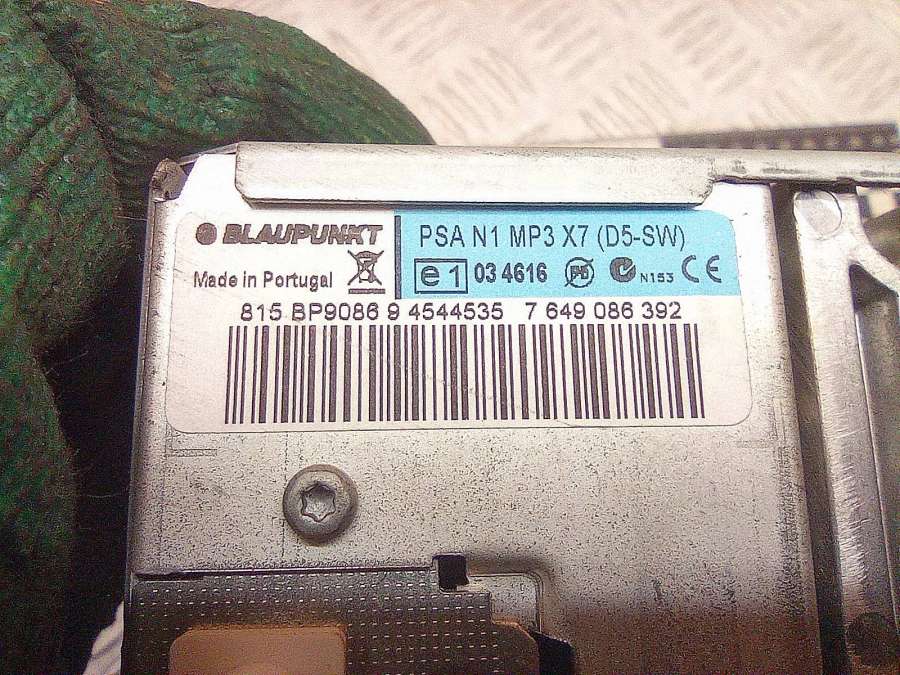 BLAUPUNKT
Made in Portugal
PSA N1 MP3 X7 (D5-SW)
e1 03 4616 N153 CE
815 BP9086 9 4544535 7 649 086 392